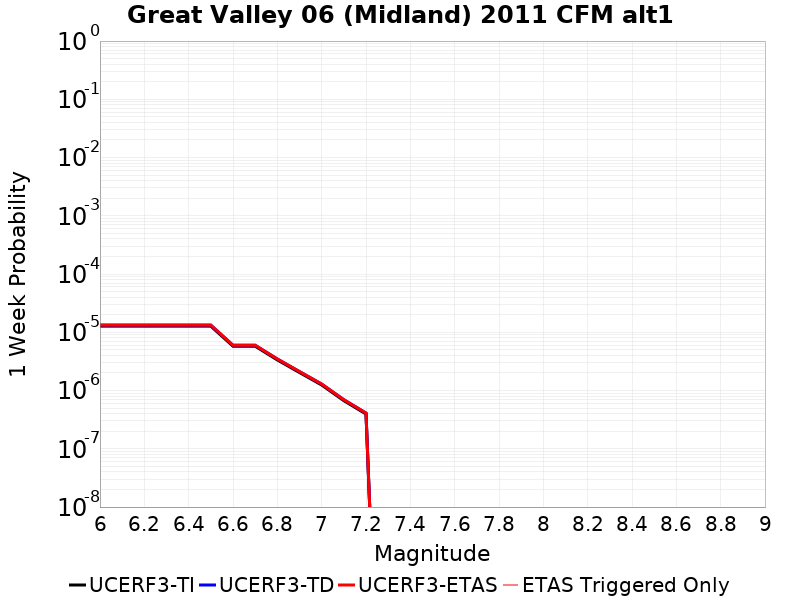 Great Valley 06 (Midland) 2011 CFM alt1
1 Week Probability
10^0
10^-1
10^-2
10^-3
10^-4
10^-5
10^-6
10^-7
10^-8
6 6.2 6.4 6.6 6.8 7 7.2 7.4 7.6 7.8 8 8.2 8.4 8.6 8.8 9
Magnitude
UCERF3-TI UCERF3-TD UCERF3-ETAS ETAS Triggered Only